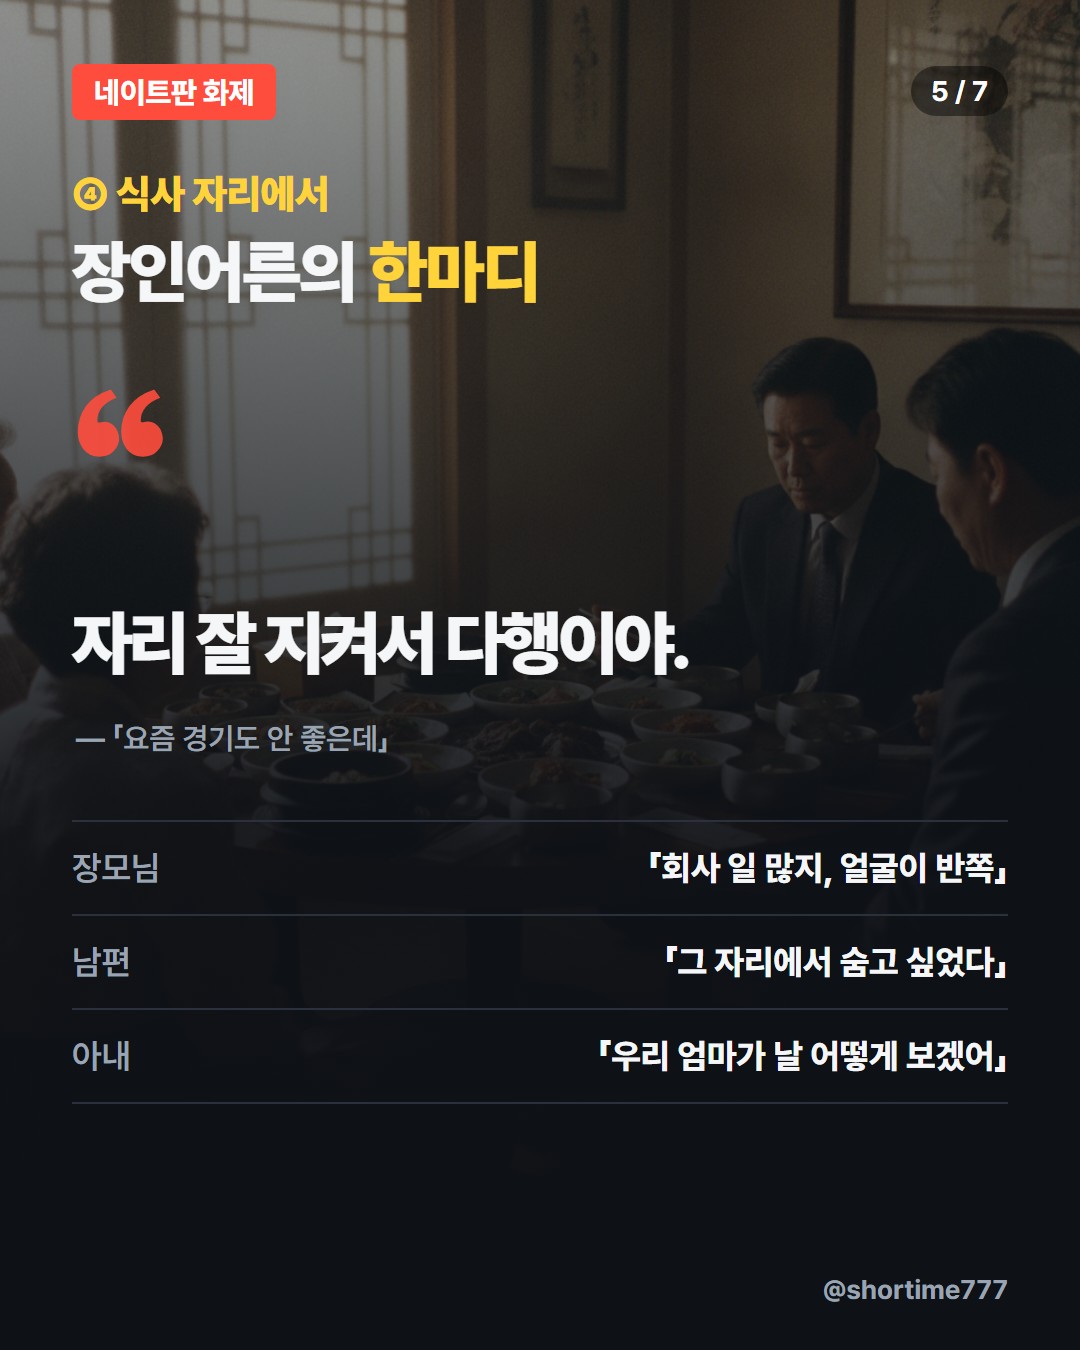 네이트판 화제
5 / 7
④ 식사 자리에서
장인어른의 한마디
“
자리 잘 지켜서 다행이야.
— 「요즘 경기도 안 좋은데」
장모님 「회사 일 많지, 얼굴이 반쪽」
남편 「그 자리에서 숨고 싶었다」
아내 「우리 엄마가 날 어떻게 보겠어」
@shortime777